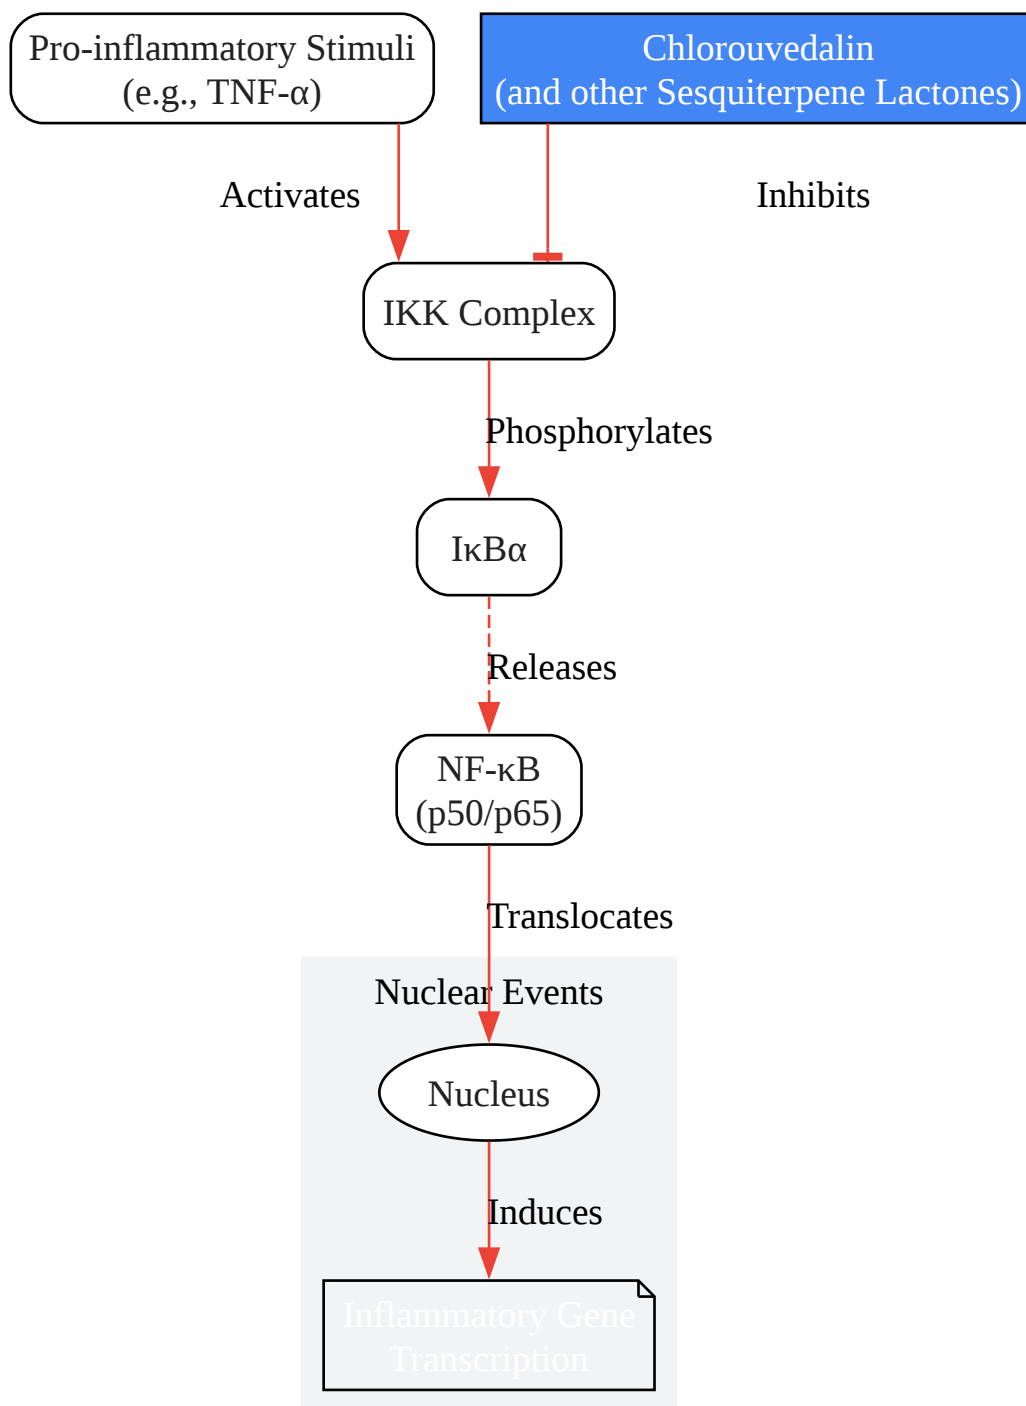 Pro-inflammatory Stimuli
(e.g., TNF-α)
Chlorouvedalin
(and other Sesquiterpene Lactones)
Activates
Inhibits
IKK Complex
Phosphorylates
IκBα
Releases
NF-κB
(p50/p65)
Translocates
Nuclear Events
Nucleus
Induces
Inflammatory Gene
Transcription